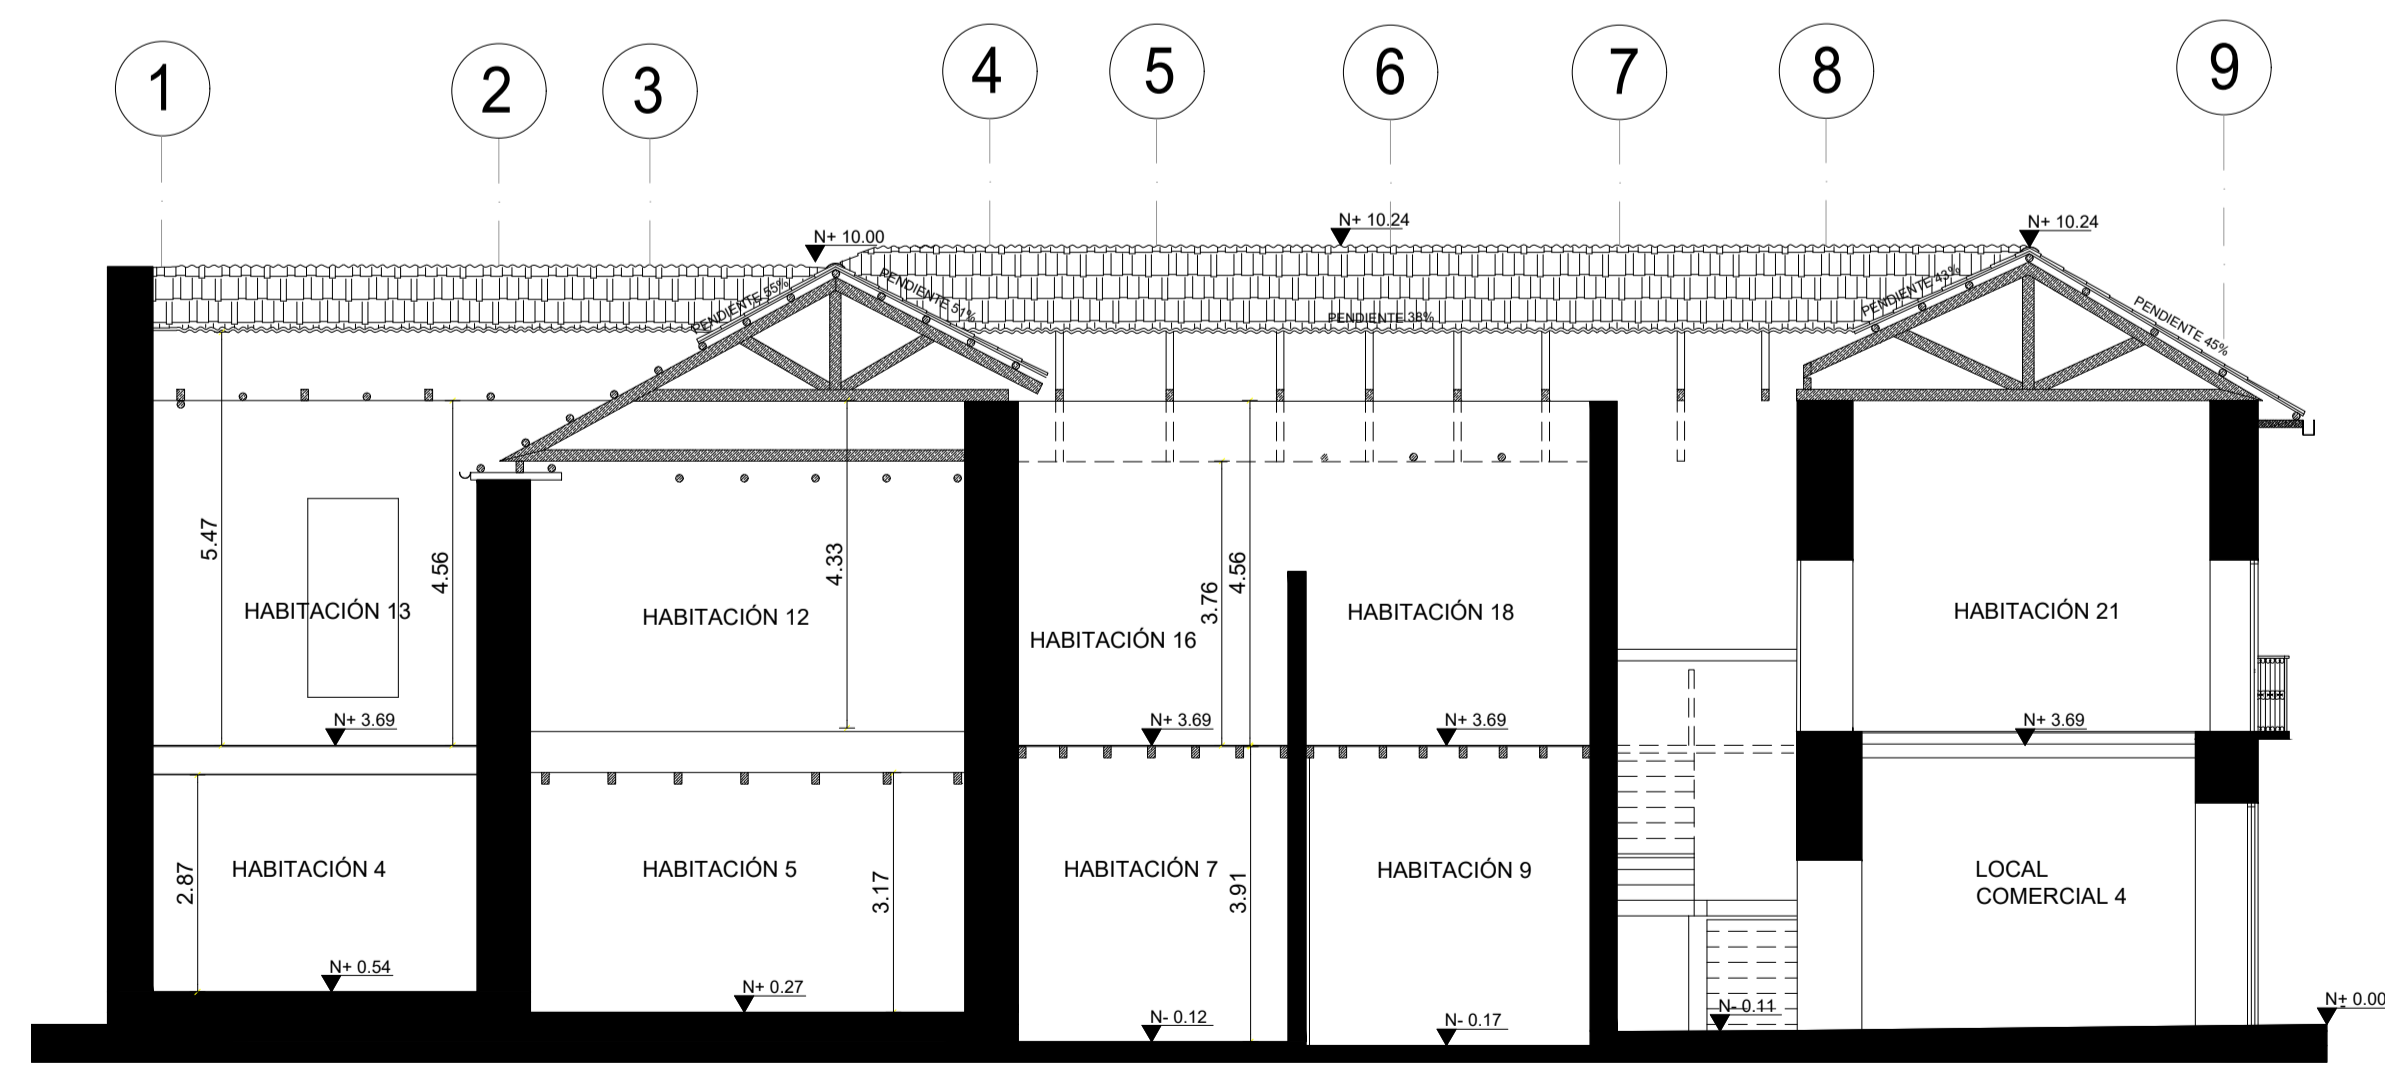 1
2
3
4
5
6
7
8
9
N+ 10.00
N+ 10.24
N+ 10.24
PENDIENTE 55%
PENDIENTE 51%
PENDIENTE 38%
PENDIENTE 43%
PENDIENTE 45%
5.47
4.56
4.33
3.76
4.56
HABITACIÓN 13
HABITACIÓN 12
HABITACIÓN 16
HABITACIÓN 18
HABITACIÓN 21
N+ 3.69
N+ 3.69
N+ 3.69
N+ 3.69
2.87
HABITACIÓN 4
HABITACIÓN 5
3.17
HABITACIÓN 7
3.91
HABITACIÓN 9
LOCAL
COMERCIAL 4
N+ 0.54
N+ 0.27
N- 0.12
N- 0.17
N- 0.11
N+ 0.00